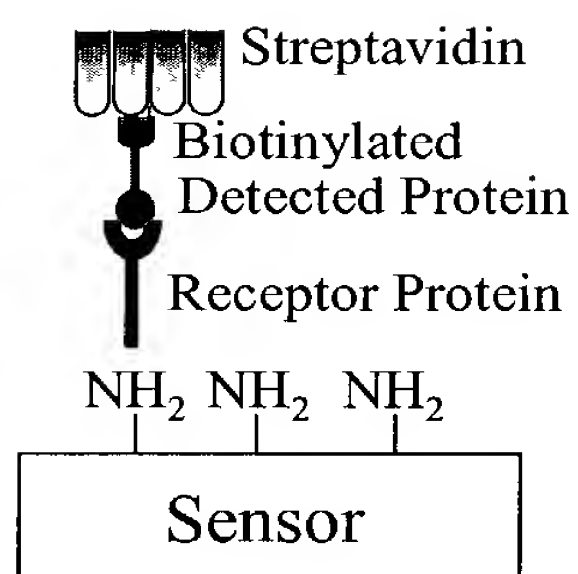 Streptavidin
Biotinylated
Detected Protein
Receptor Protein
NH₂ NH₂ NH₂
Sensor